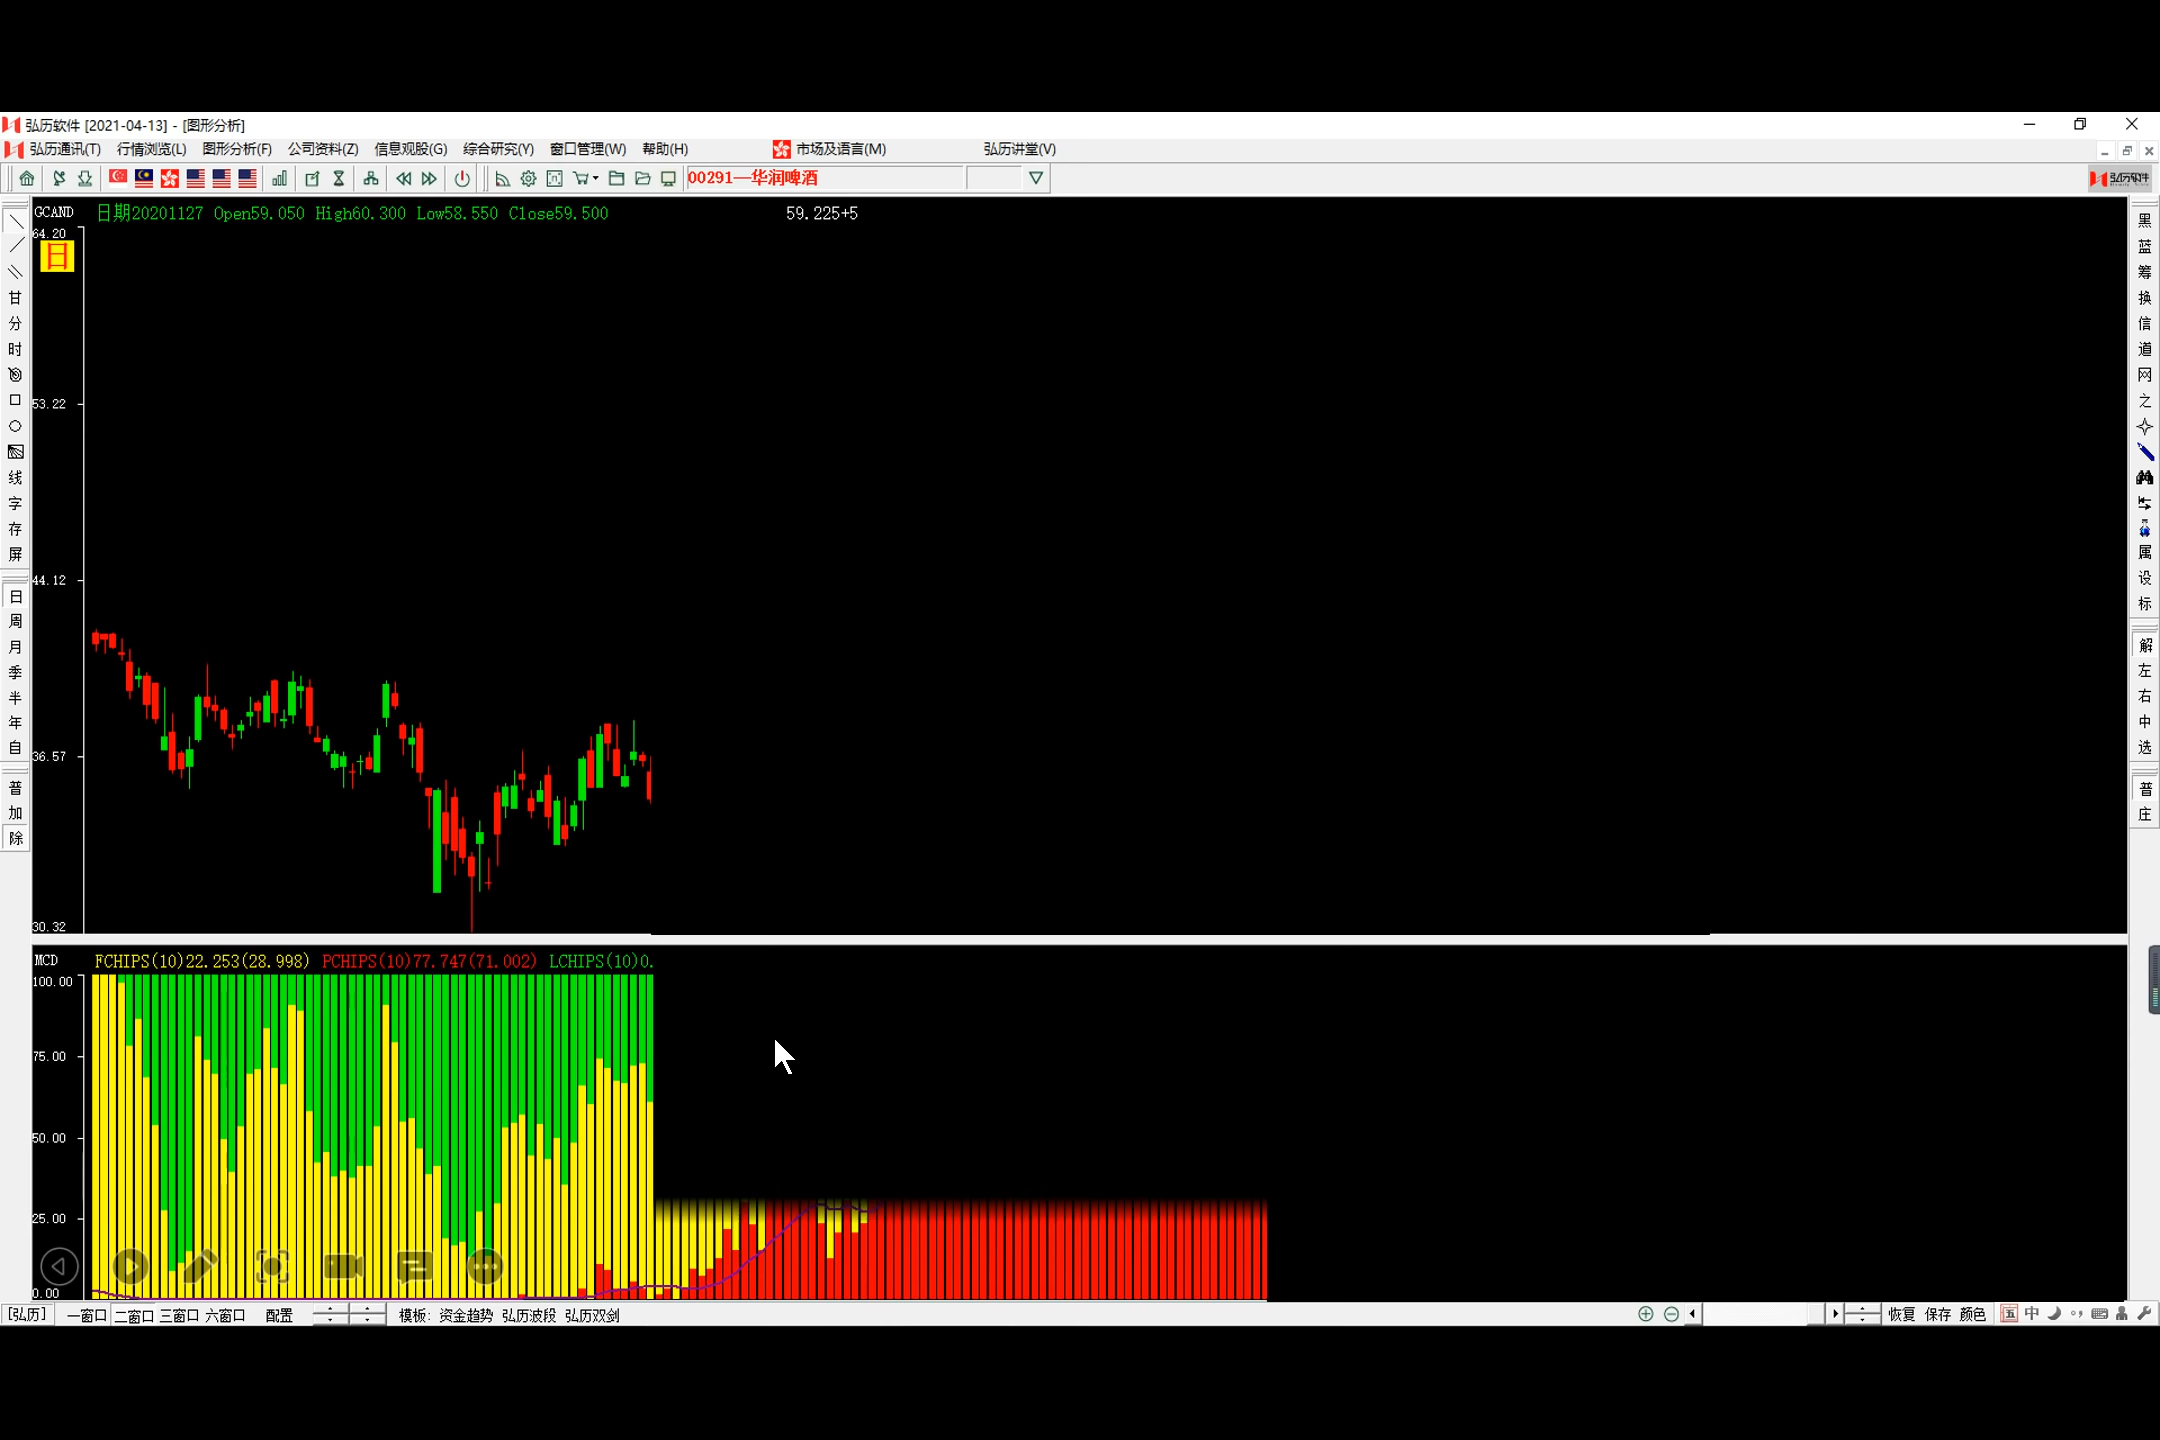 弘历软件 [2021-04-13] - [图形分析]
弘历通讯(T) 行情浏览(L) 图形分析(F) 公司资料(Z) 信息观股(G) 综合研究(Y) 窗口管理(W) 帮助(H) 市场及语言(M) 弘历讲堂(V)
00291—华润啤酒
弘历软件
GCAND 日期20201127 Open59.050 High60.300 Low58.550 Close59.500 59.225+5
64.20
日
53.22
44.12
36.57
30.32
甘
分
时
线
字
存
屏
日
周
月
季
半
年
自
普
加
除
黑
蓝
筹
换
信
道
网
之
属
设
标
解
左
右
中
选
普
庄
MCD FCHIPS(10)22.253(28.998) PCHIPS(10)77.747(71.002) LCHIPS(10)0.
100.00
75.00
50.00
25.00
0.00
[弘历] 一窗口 二窗口 三窗口 六窗口 配置 模板: 资金趋势 弘历波段 弘历双剑 恢复 保存 颜色 五 中